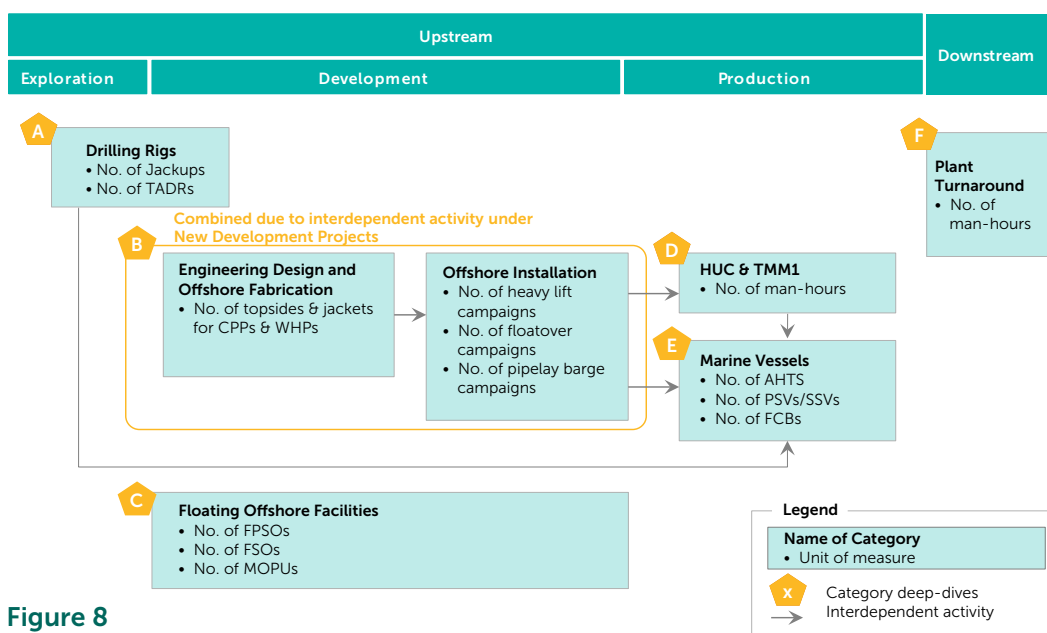 Upstream
Downstream
Exploration
Development
Production
A
Drilling Rigs
• No. of Jackups
• No. of TADRs
F
Plant
Turnaround
• No. of
man-hours
Combined due to interdependent activity under
New Development Projects
B
Engineering Design and
Offshore Fabrication
• No. of topsides & jackets
for CPPs & WHPs
Offshore Installation
• No. of heavy lift
campaigns
• No. of floatover
campaigns
• No. of pipelay barge
campaigns
D
HUC & TMM1
• No. of man-hours
E
Marine Vessels
• No. of AHTS
• No. of PSVs/SSVs
• No. of FCBs
C
Floating Offshore Facilities
• No. of FPSOs
• No. of FSOs
• No. of MOPUs
Legend
Name of Category
• Unit of measure
x
Category deep-dives
Interdependent activity
Figure 8